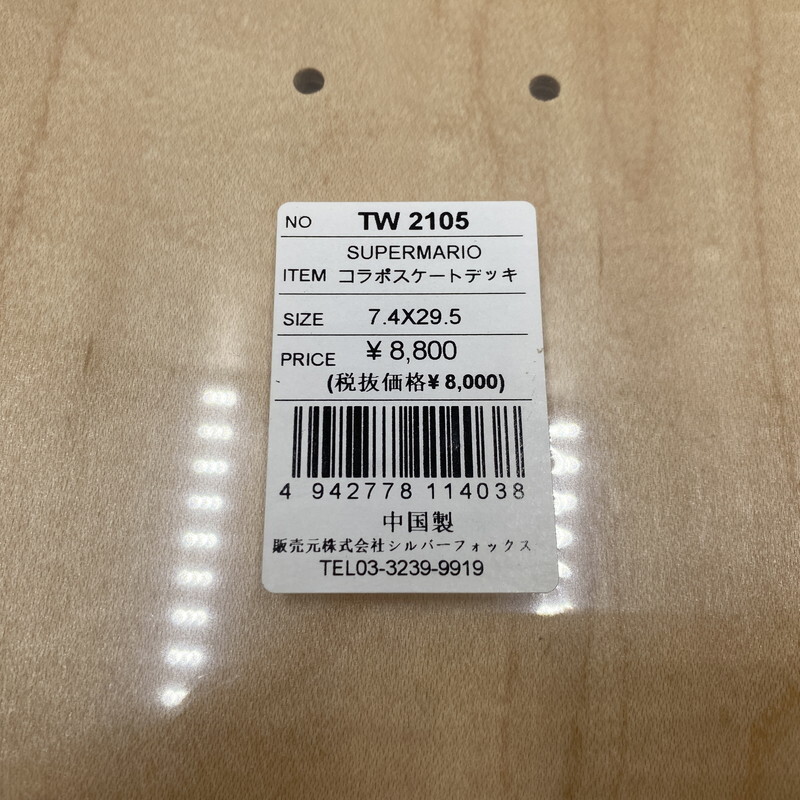 NO TW 2105
SUPERMARIO
ITEM コラボスケートデッキ
SIZE 7.4X29.5
PRICE ¥8,800
(税抜価格¥8,000)
4 942778 114038
中国製
販売元株式会社シルバーフォックス
TEL03-3239-9919